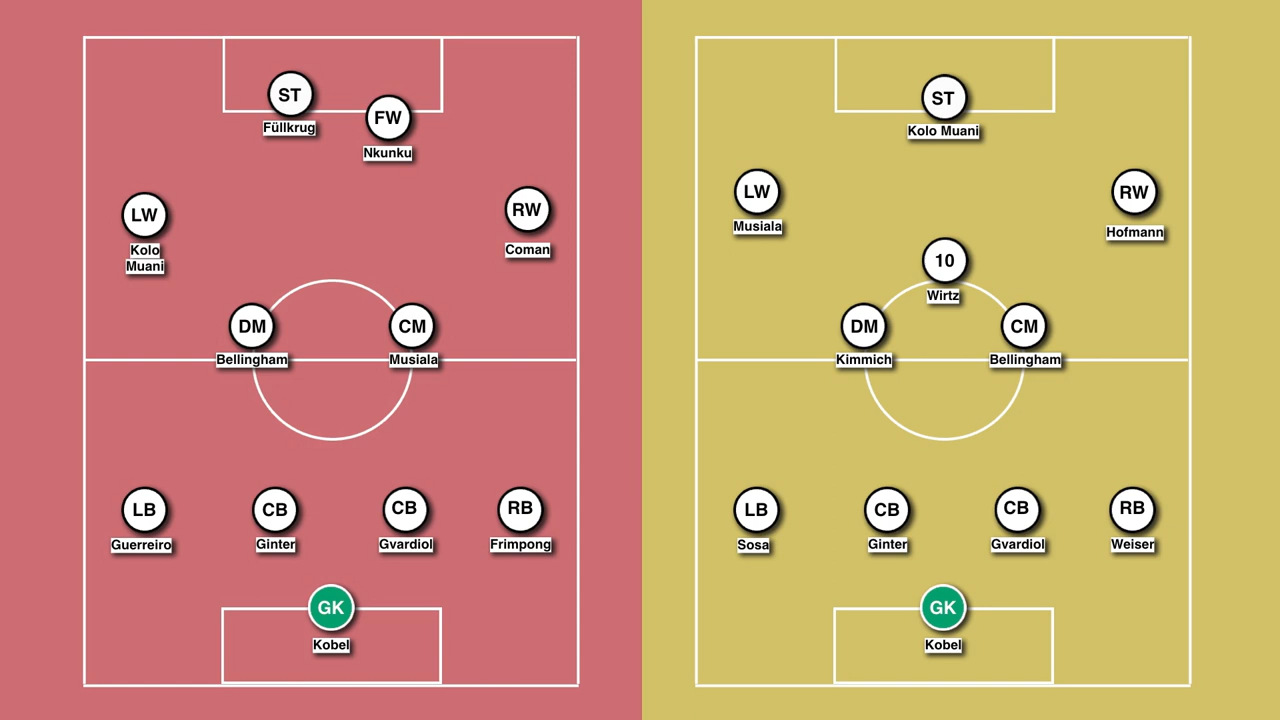 ST
Füllkrug
FW
Nkunku
LW
Kolo
Muani
RW
Coman
DM
Bellingham
CM
Musiala
LB
Guerreiro
CB
Ginter
CB
Gvardiol
RB
Frimpong
GK
Kobel
ST
Kolo Muani
LW
Musiala
RW
Hofmann
10
Wirtz
DM
Kimmich
CM
Bellingham
LB
Sosa
CB
Ginter
CB
Gvardiol
RB
Weiser
GK
Kobel